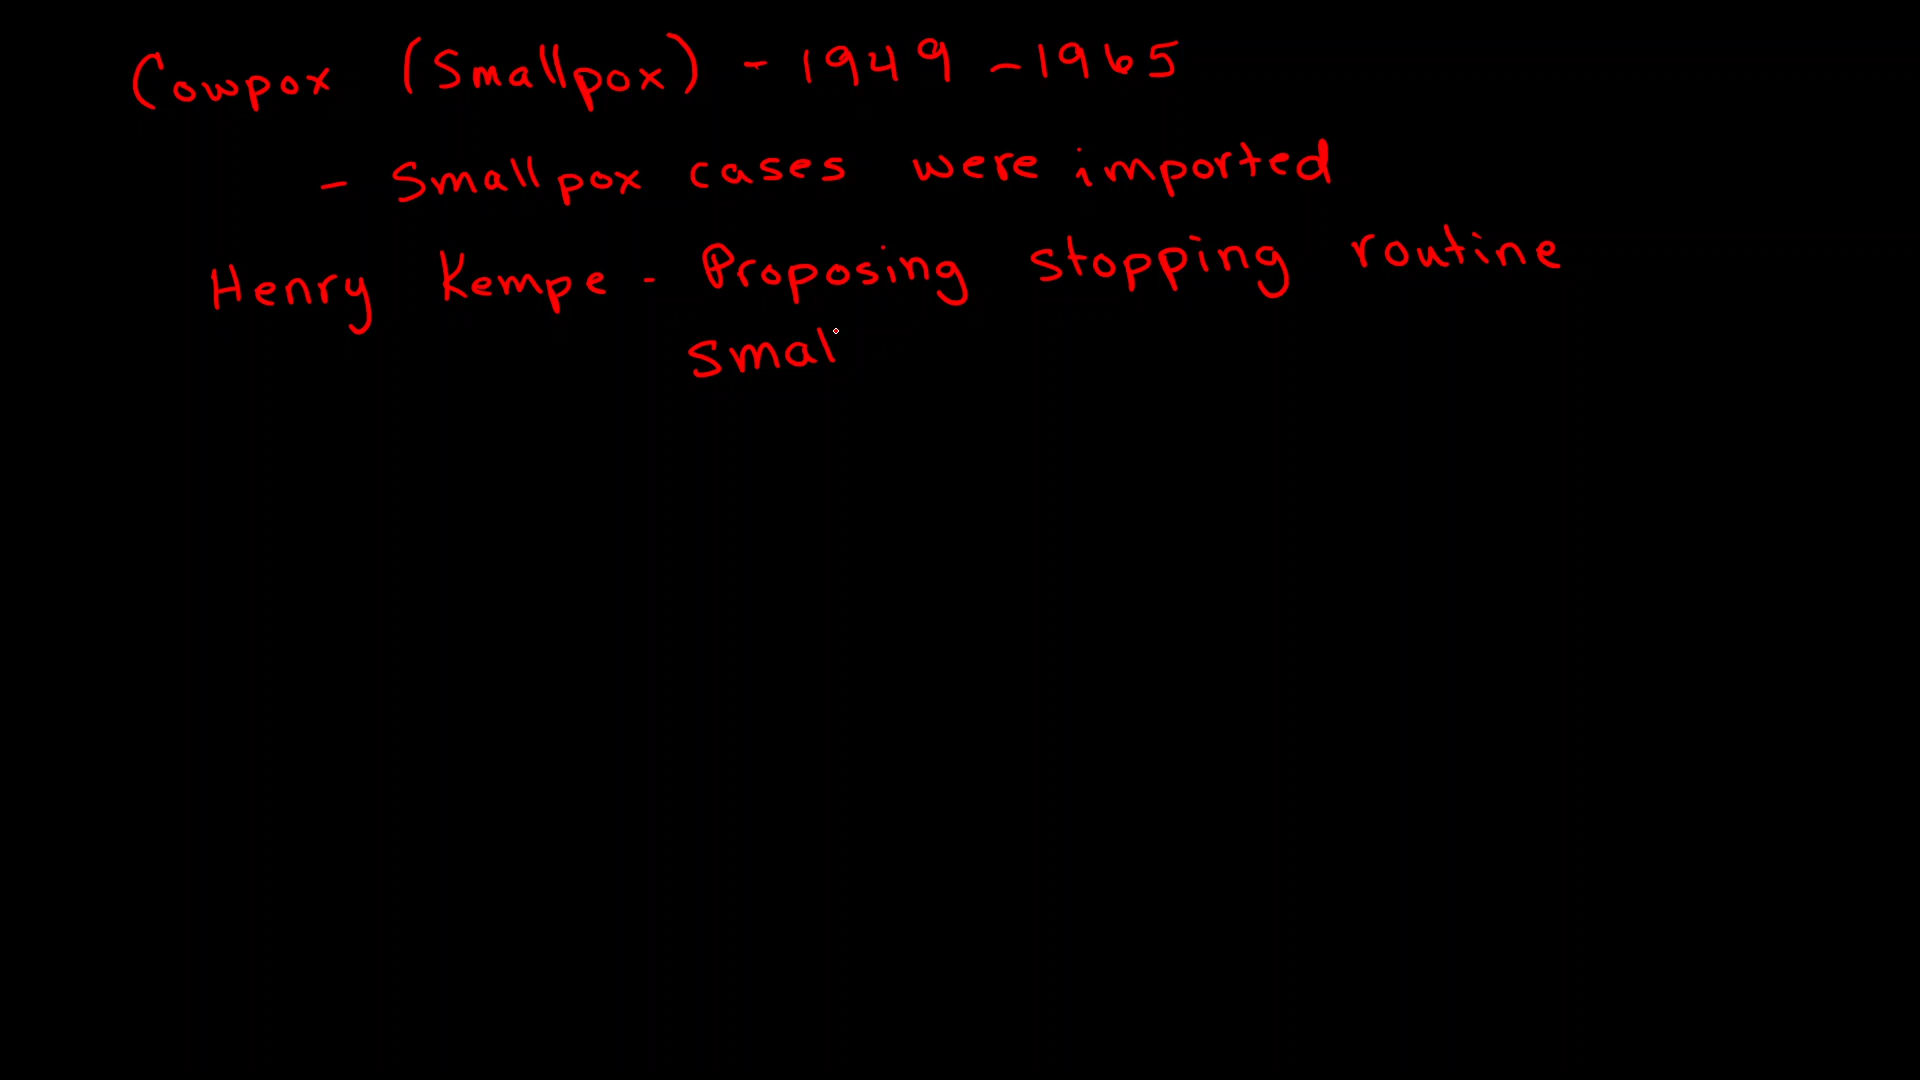 Cowpox (Smallpox) - 1949 - 1965
- Smallpox cases were imported
Henry Kempe - Proposing stopping routine
smal